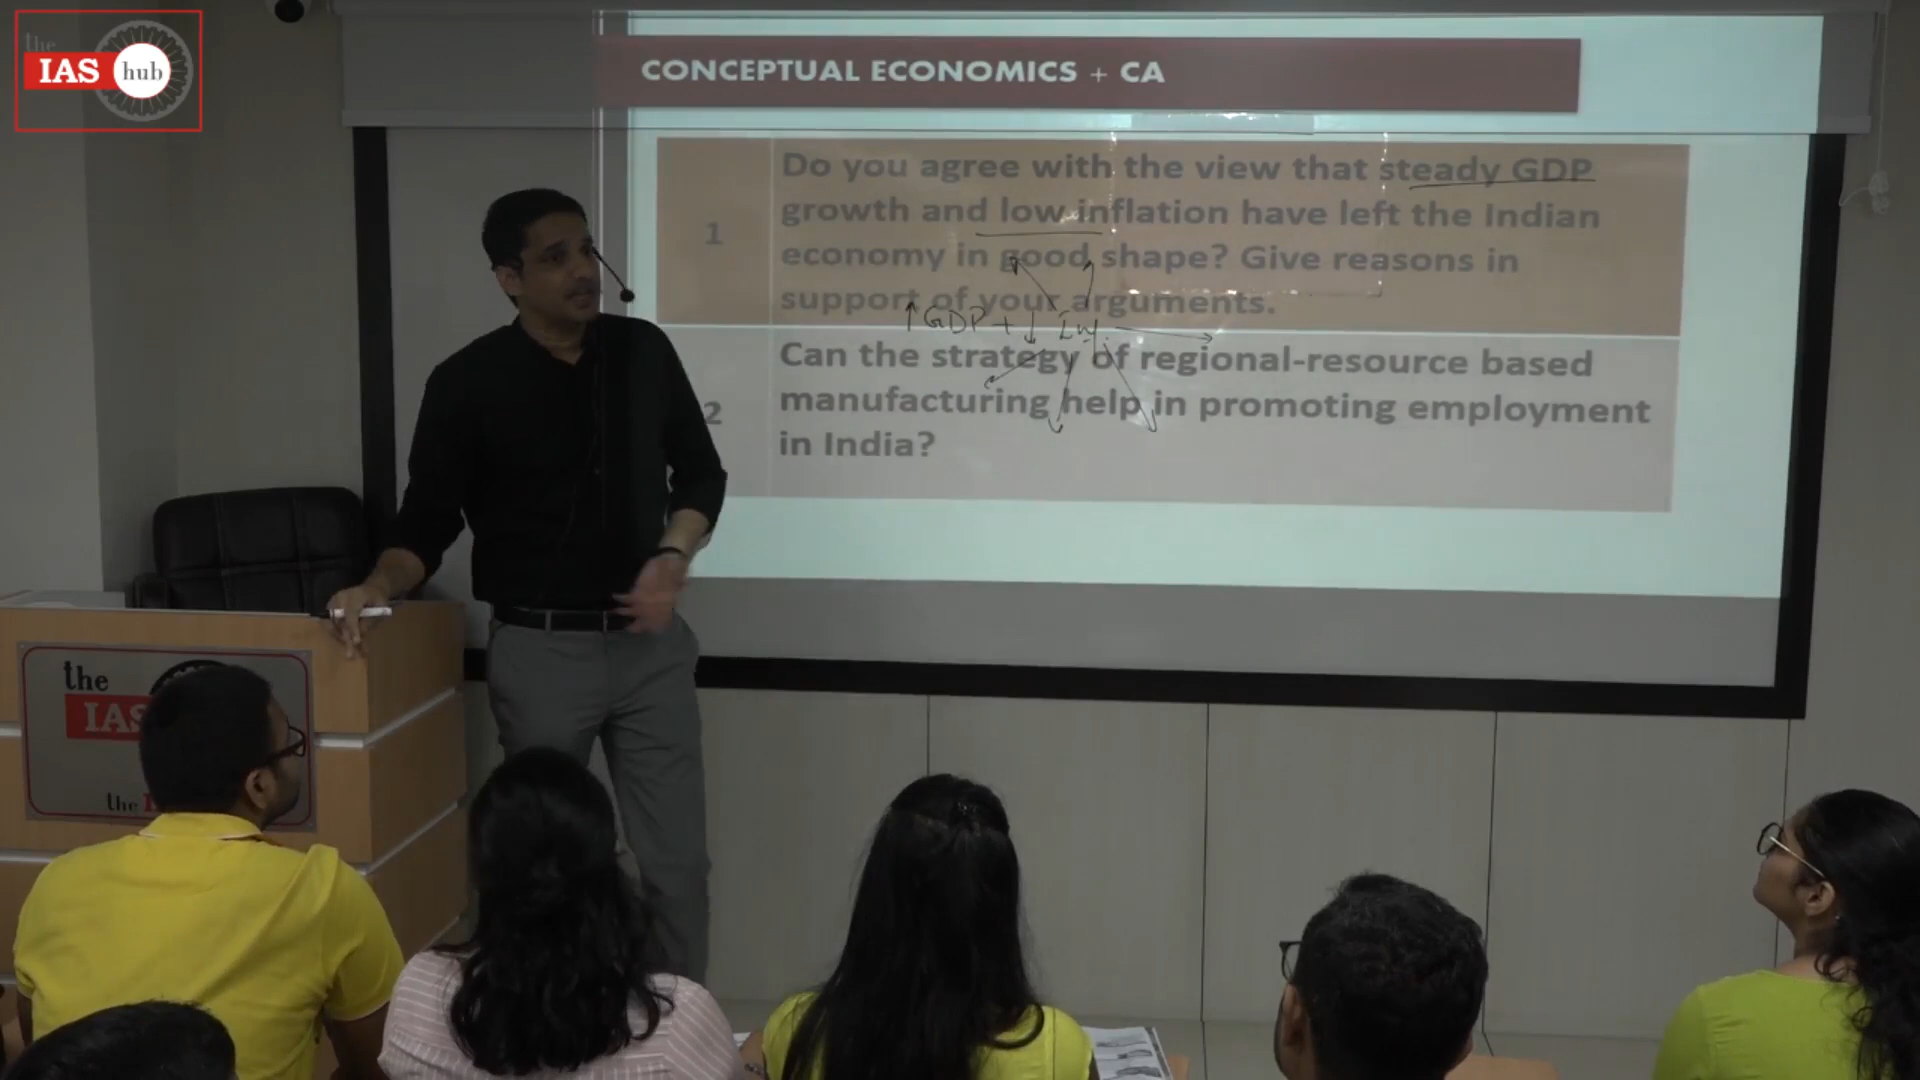 the
IAS hub
CONCEPTUAL ECONOMICS + CA
1
Do you agree with the view that steady GDP
growth and low inflation have left the Indian
economy in good shape? Give reasons in
support of your arguments.
↑ GDP + ↓ Inf.
2
Can the strategy of regional-resource based
manufacturing help in promoting employment
in India?
the
IAS
the